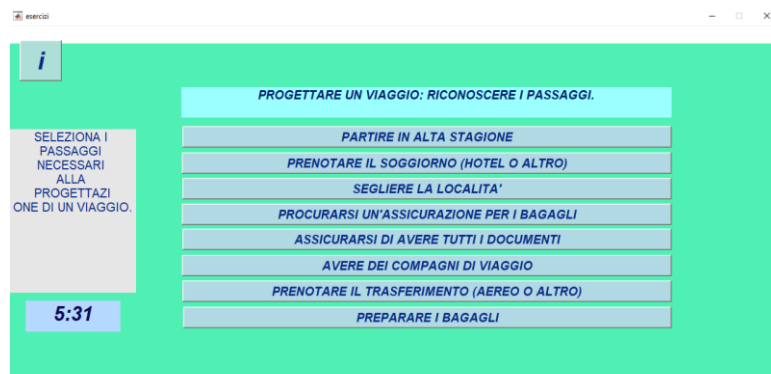 esercizi
i
PROGETTARE UN VIAGGIO: RICONOSCERE I PASSAGGI.
SELEZIONA I
PASSAGGI
NECESSARI
ALLA
PROGETTAZI
ONE DI UN VIAGGIO.
5:31
PARTIRE IN ALTA STAGIONE
PRENOTARE IL SOGGIORNO (HOTEL O ALTRO)
SEGLIERE LA LOCALITA'
PROCURARSI UN'ASSICURAZIONE PER I BAGAGLI
ASSICURARSI DI AVERE TUTTI I DOCUMENTI
AVERE DEI COMPAGNI DI VIAGGIO
PRENOTARE IL TRASFERIMENTO (AEREO O ALTRO)
PREPARARE I BAGAGLI